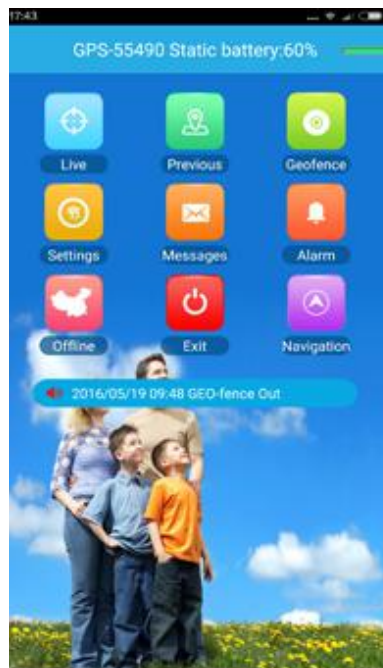 17:43
GPS-55490 Static battery:60%
Live Previous Geofence
Settings Messages Alarm
Offline Exit Navigation
2016/05/19 09:48 GEO-fence Out